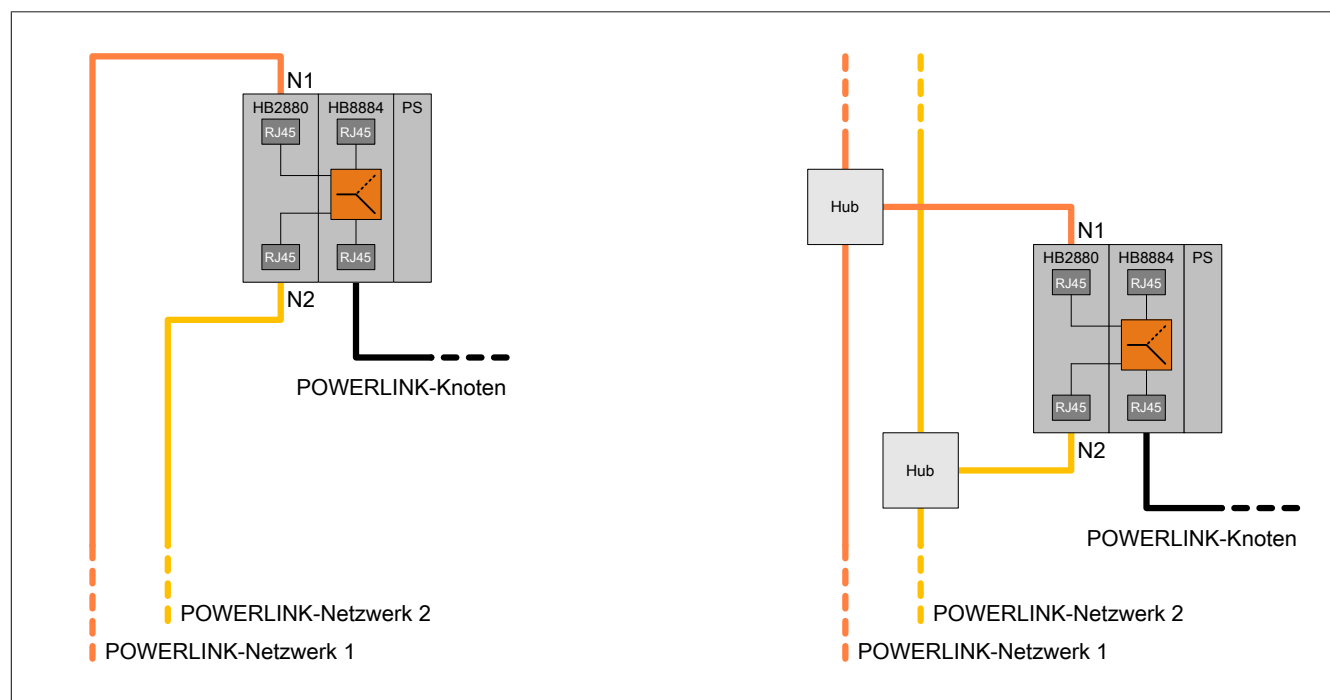 N1
HB2880 HB8884 PS
RJ45 RJ45
RJ45 RJ45
N2
POWERLINK-Knoten
POWERLINK-Netzwerk 2
POWERLINK-Netzwerk 1
Hub
N1
HB2880 HB8884 PS
RJ45 RJ45
RJ45 RJ45
N2
Hub
POWERLINK-Knoten
POWERLINK-Netzwerk 2
POWERLINK-Netzwerk 1